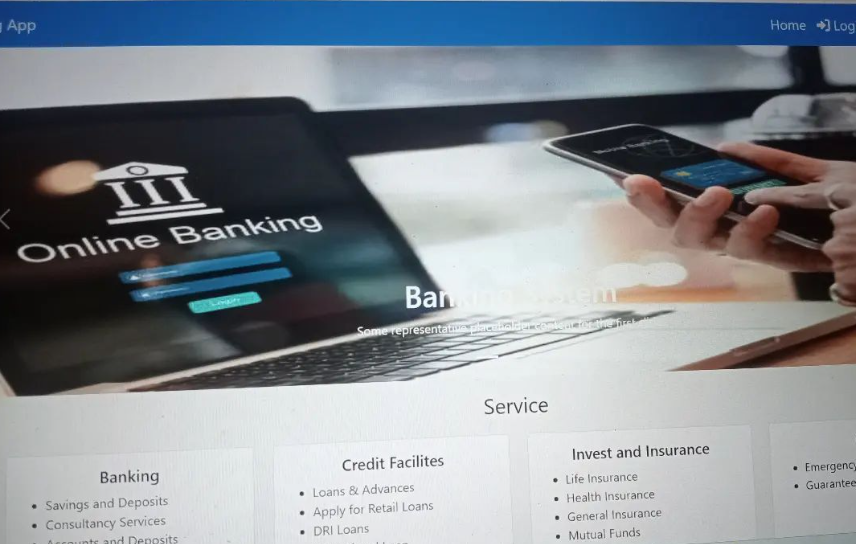 App
Home Log
Online Banking
Login
Banking System
Some representative placeholder content for the first
Service
Banking
Savings and Deposits
Consultancy Services
Accounts and Deposits
Credit Facilites
Loans & Advances
Apply for Retail Loans
DRI Loans
Invest and Insurance
Life Insurance
Health Insurance
General Insurance
Mutual Funds
Emergency
Guarantee